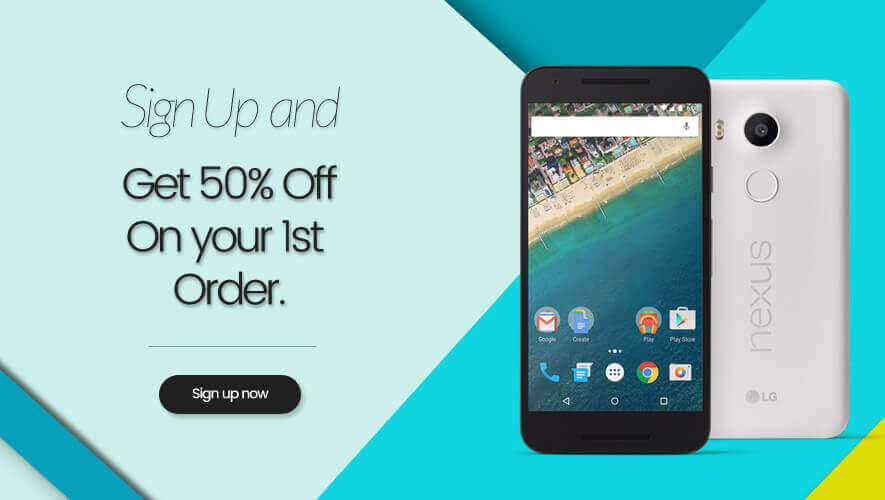 Sign Up and
Get 50% Off
On your 1st
Order.
Sign up now
Google
Create
Play
Play Store
nexus
LG